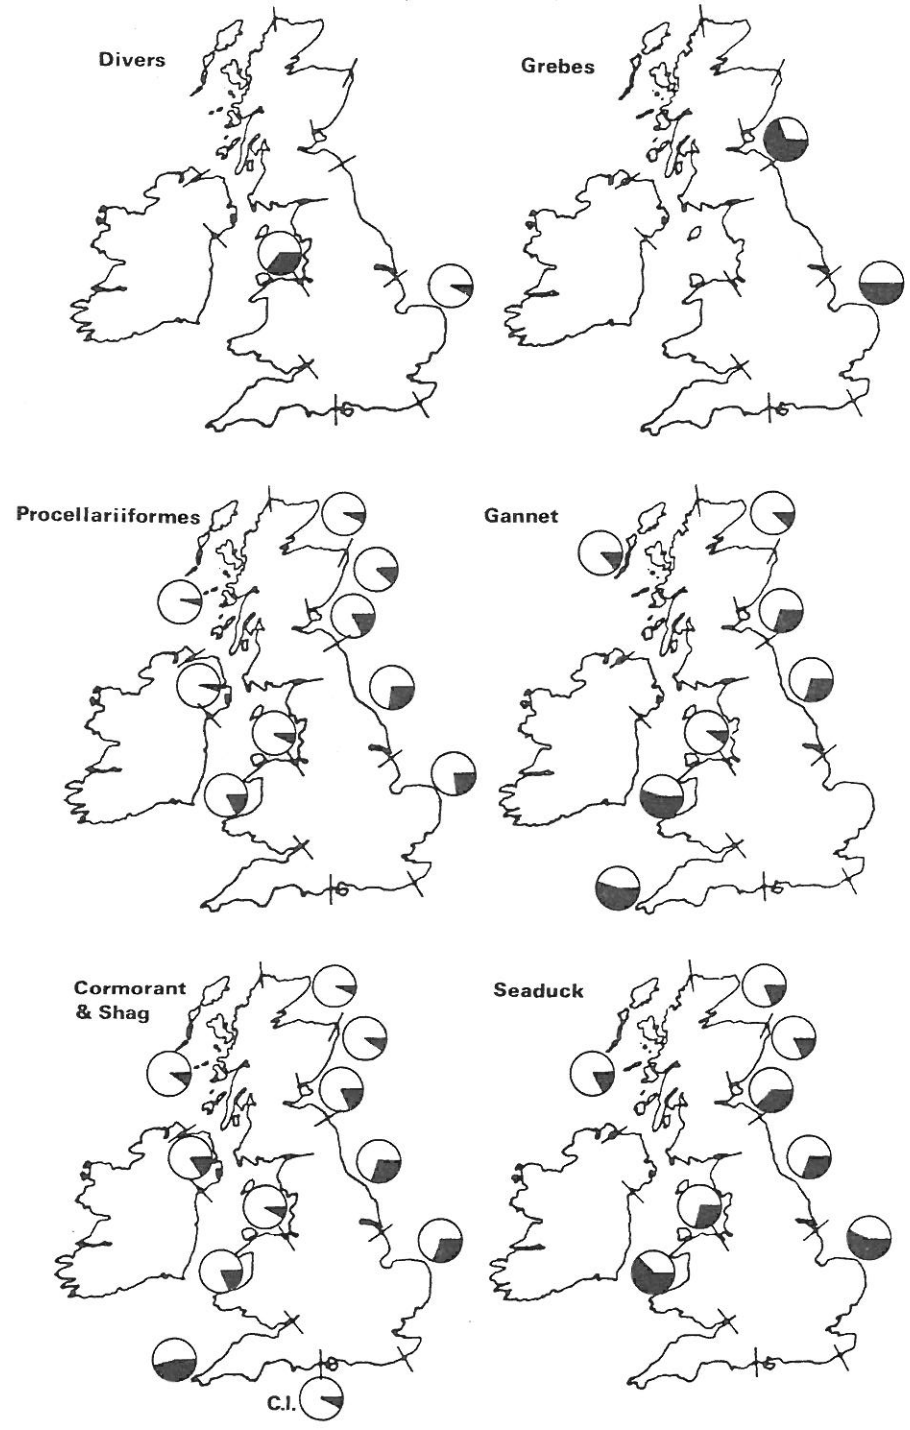 Divers
Grebes
Procellariiformes
Gannet
Cormorant
& Shag
Seaduck
C.I.